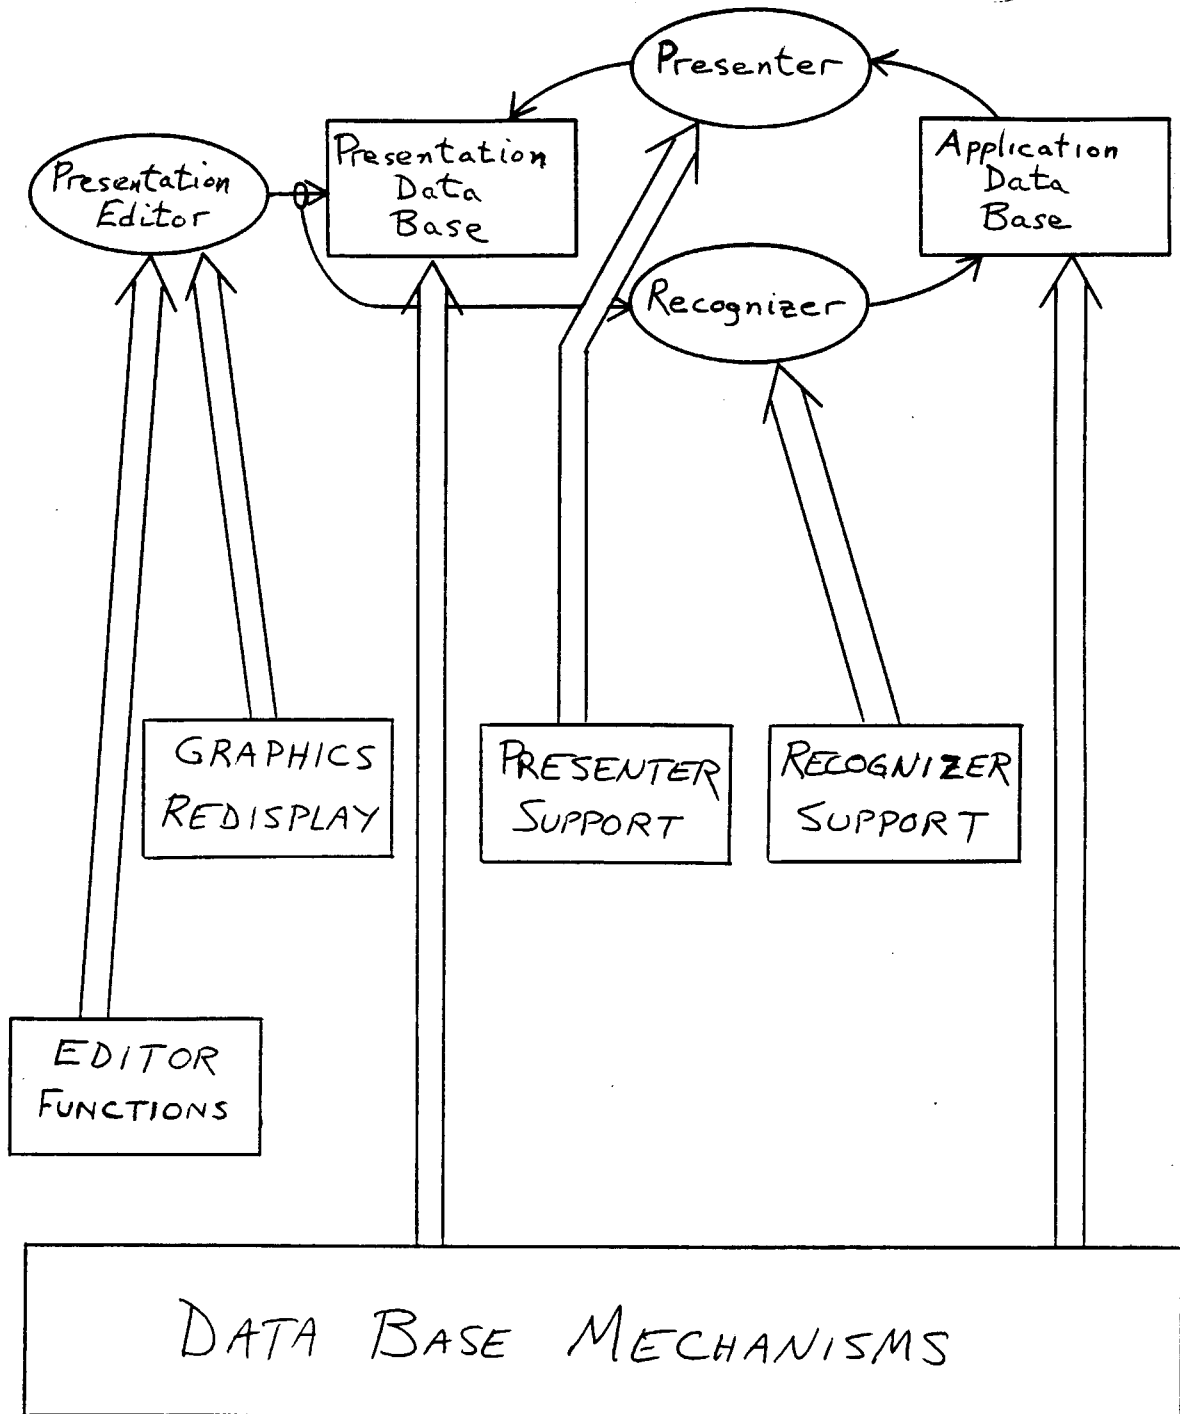 Presenter
Presentation
Data
Base
Application
Data
Base
Presentation
Editor
Recognizer
GRAPHICS
REDISPLAY
PRESENTER
SUPPORT
RECOGNIZER
SUPPORT
EDITOR
FUNCTIONS
DATA BASE MECHANISMS